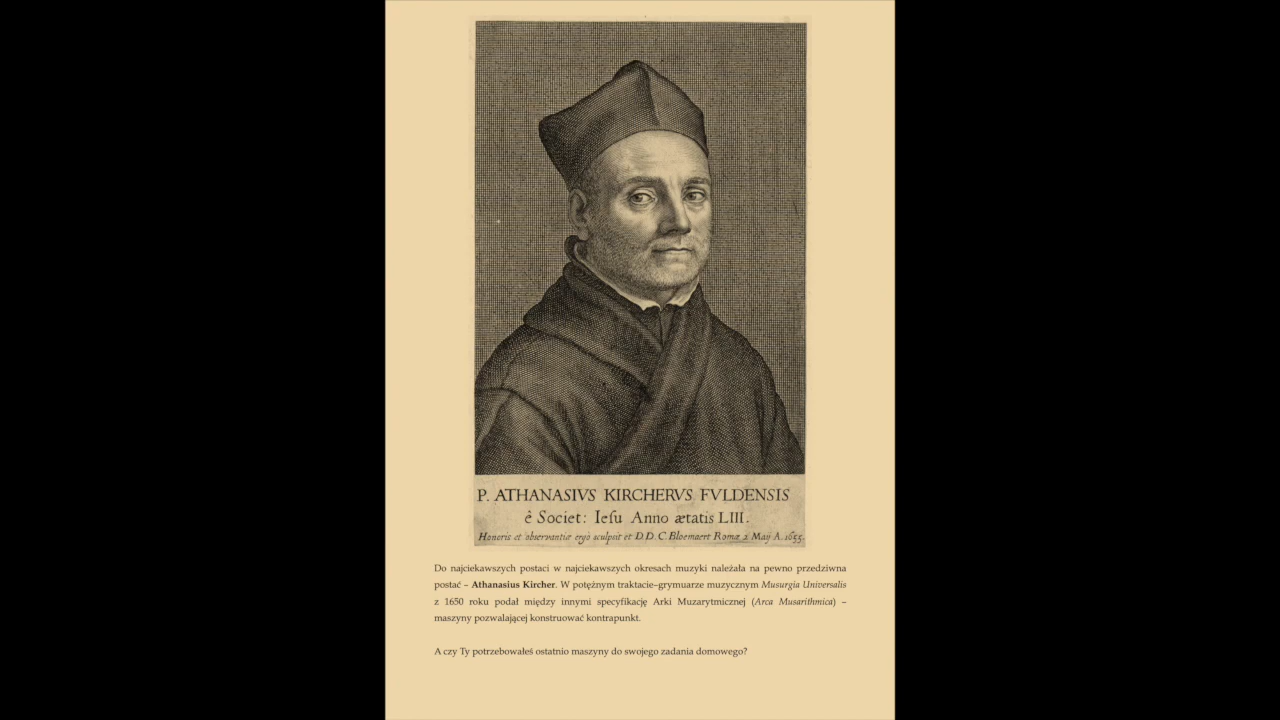 P. ATHANASIVS KIRCHERVS FVLDENSIS
ê Societ: Iesu Anno ætatis LIII.
Honoris et observantiæ ergò sculpsit et D.D. C. Bloemaert Romæ 2 Maij A. 1655.
Do najciekawszych postaci w najciekawszych okresach muzyki należała na pewno przedziwna
postać – Athanasius Kircher. W potężnym traktacie–grymuarze muzycznym Musurgia Universalis
z 1650 roku podał między innymi specyfikację Arki Muzarytmicznej (Arca Musarithmica) –
maszyny pozwalającej konstruować kontrapunkt.
A czy Ty potrzebowałeś ostatnio maszyny do swojego zadania domowego?